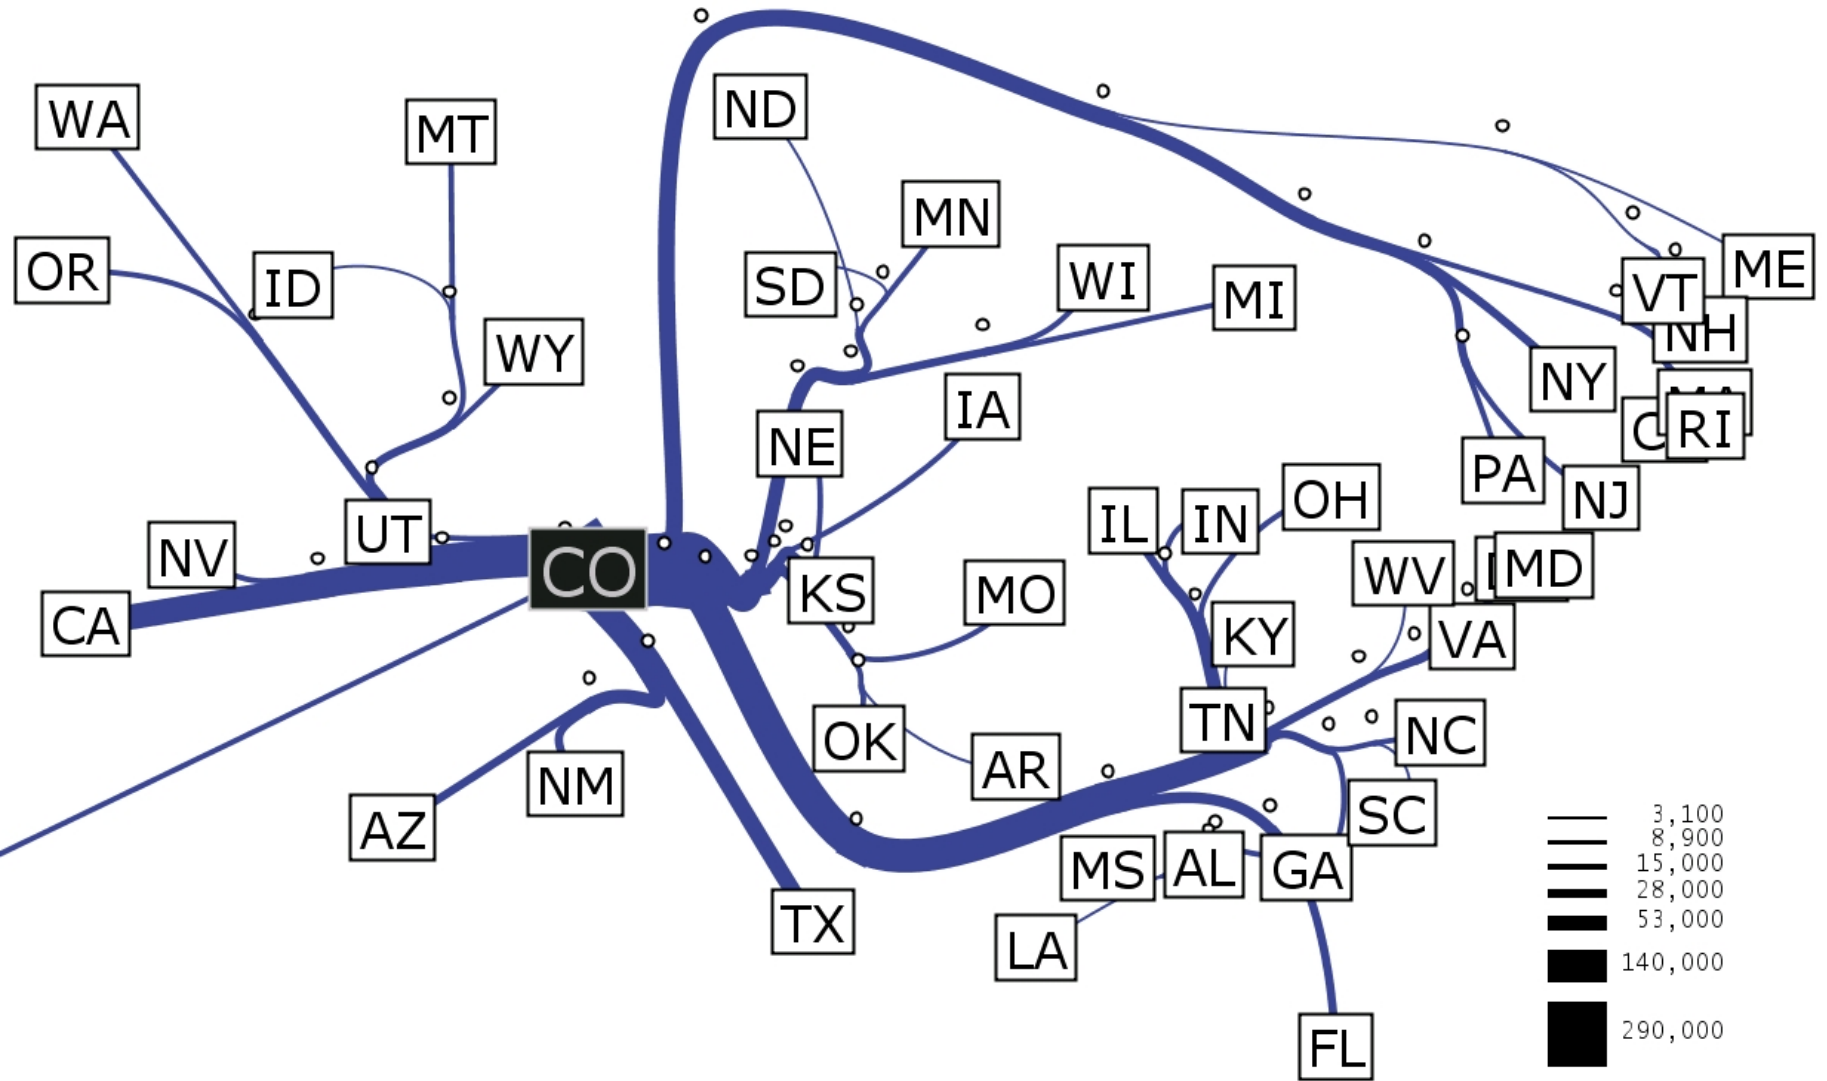 WA
MT
ND
MN
OR
ID
SD
WI
MI
VT
ME
NH
WY
NY
IA
NE
RI
PA
NJ
UT
NV
CO
IL
IN
OH
KS
MO
WV
MD
CA
KY
VA
TN
NC
OK
AR
NM
AZ
SC
MS
AL
GA
TX
LA
FL
3,100
8,900
15,000
28,000
53,000
140,000
290,000